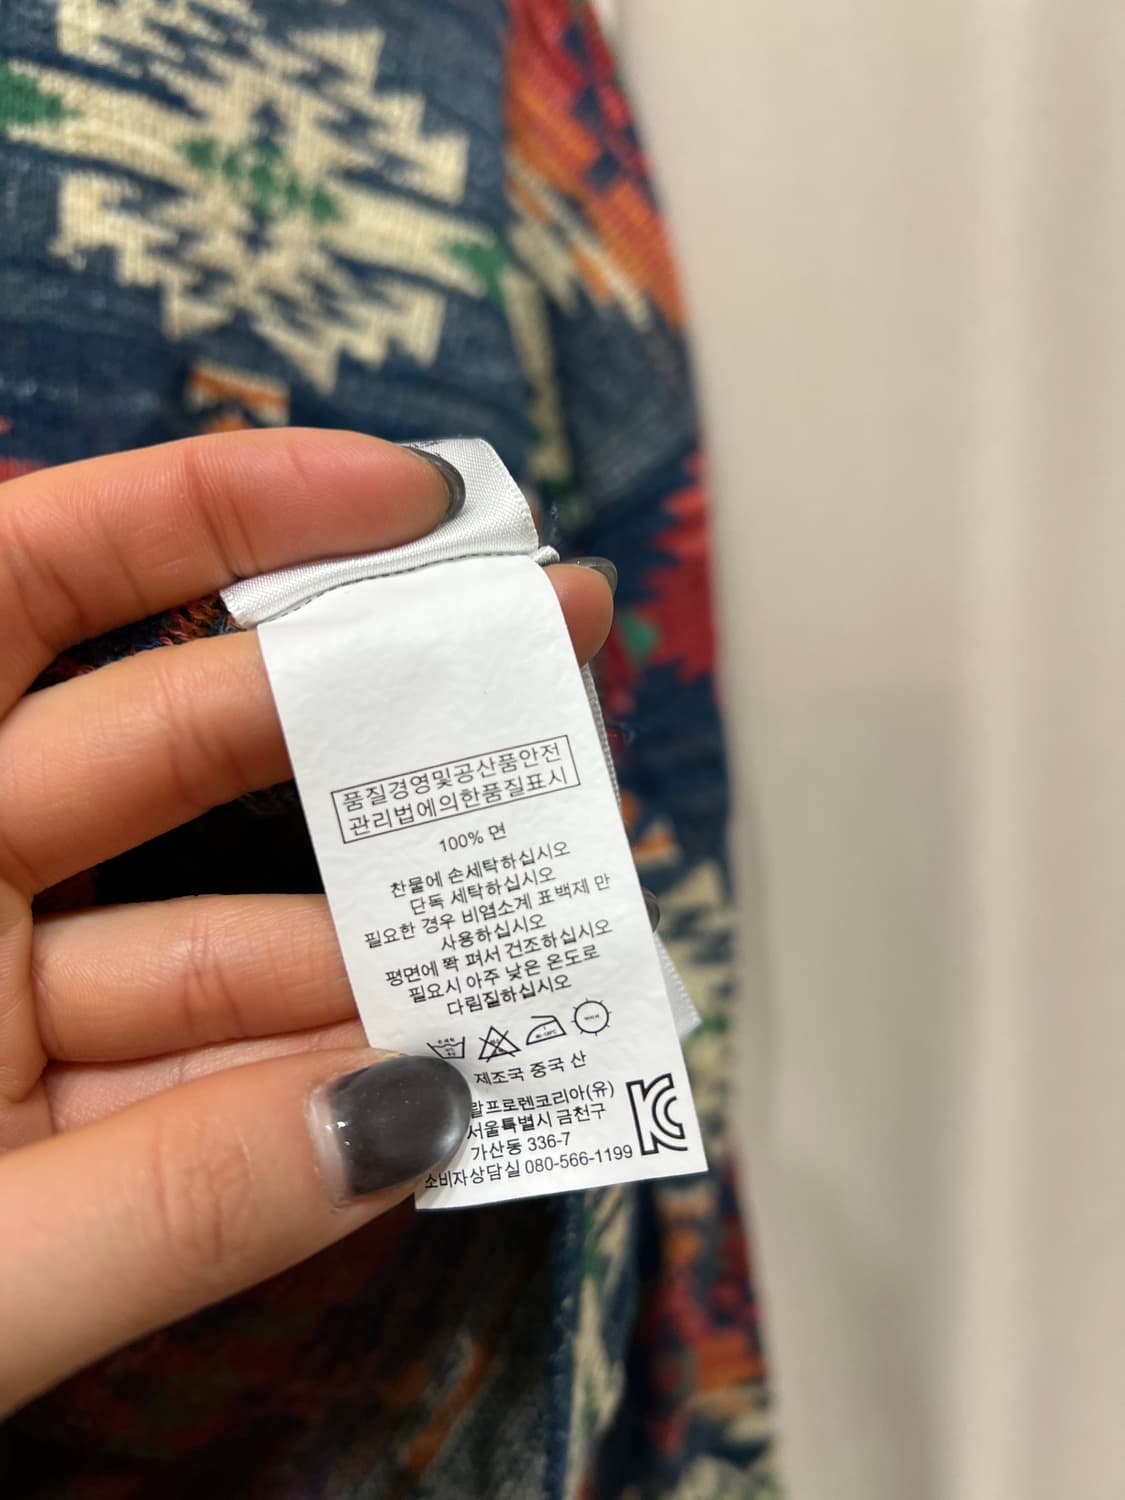 품질경영및공산품안전
관리법에의한품질표시
100% 면
찬물에 손세탁하십시오
단독 세탁하십시오
필요한 경우 비염소계 표백제 만
사용하십시오
평면에 쫙 펴서 건조하십시오
필요시 아주 낮은 온도로
다림질하십시오
제조국 중국 산
랄프로렌코리아(유)
서울특별시 금천구
가산동 336-7
소비자상담실 080-566-1199